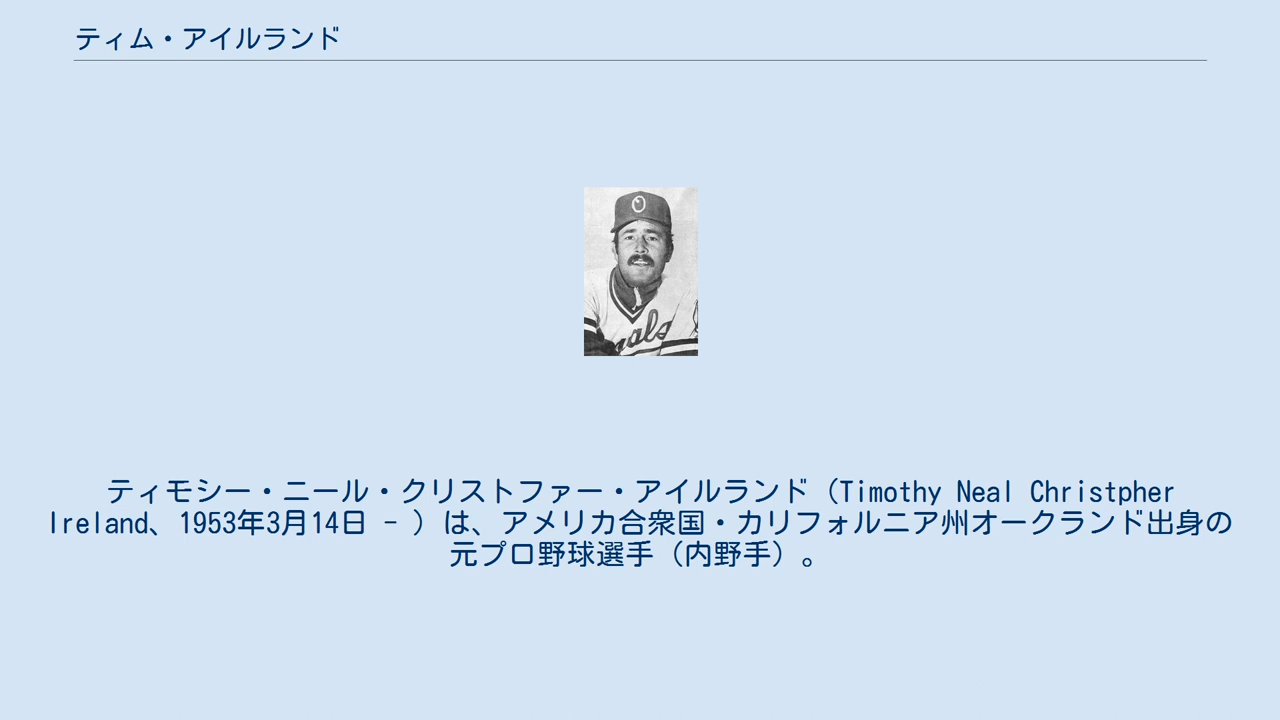 ティム・アイルランド
O
als
ティモシー・ニール・クリストファー・アイルランド（Timothy Neal Christpher
Ireland、1953年3月14日 - ）は、アメリカ合衆国・カリフォルニア州オークランド出身の
元プロ野球選手（内野手）。